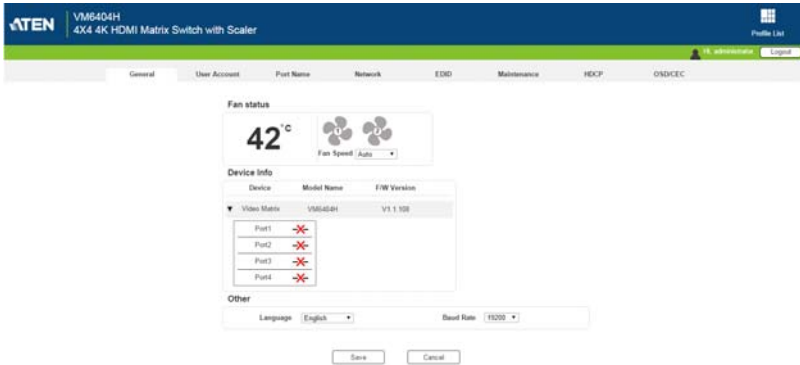 ATEN
VM6404H
4X4 4K HDMI Matrix Switch with Scaler
Profile List
Hi, administrator Logout
General User Account Port Name Network EDID Maintenance HDCP OSD/CEC
Fan status
42°C
Fan Speed Auto
Device Info
Device Model Name F/W Version
Video Matrix VM6404H V1.1.108
Port1
Port2
Port3
Port4
Other
Language English Baud Rate 19200
Save Cancel